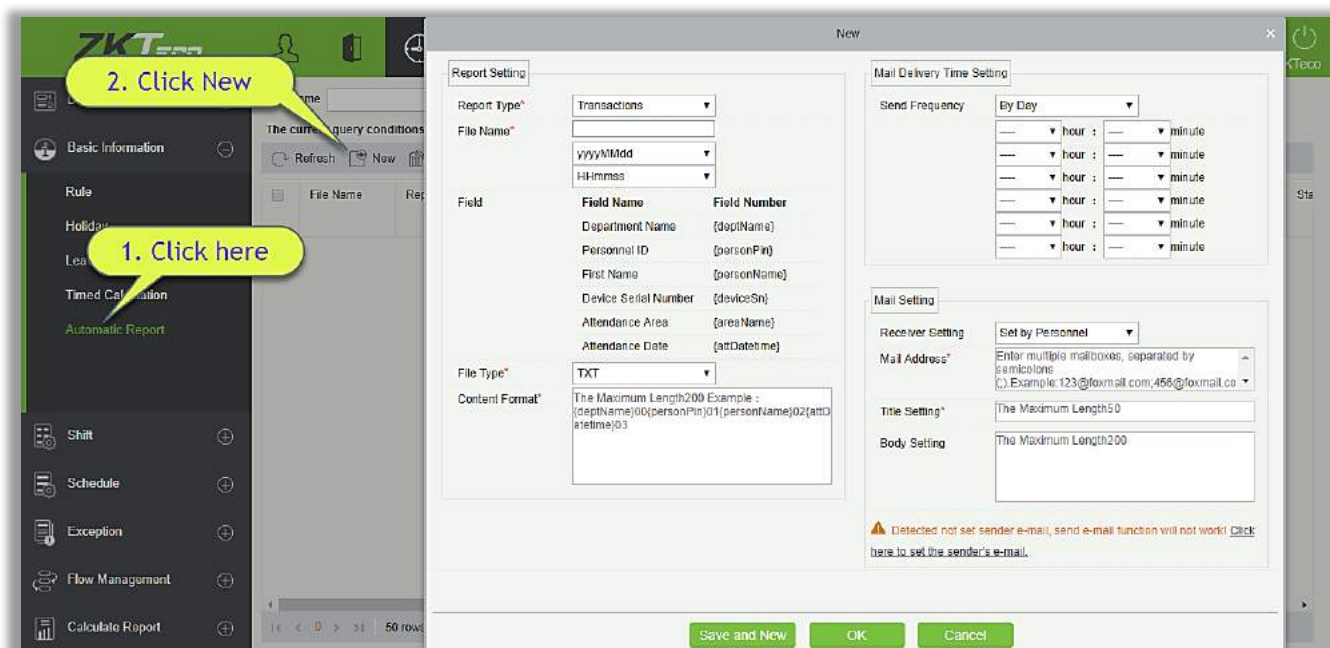 ZKTeco
2. Click New
New
KTeco
The current query conditions
Refresh New
File Name Rep
Sta
Basic Information
Rule
Holiday
1. Click here
Automatic Report
Shift
Schedule
Exception
Flow Management
Calculate Report
50 rows
Report Setting
Report Type* Transactions
File Name*
yyyyMMdd
HHmmss
Field Field Name Field Number
Department Name {deptName}
Personnel ID {personPin}
First Name {personName}
Device Serial Number {deviceSn}
Attendance Area {areaName}
Attendance Date {attDatetime}
File Type* TXT
Content Format* The Maximum Length200 Example :
{deptName}00{personPin}01{personName}02{attD
atetime}03
Mail Delivery Time Setting
Send Frequency By Day
---- hour : ---- minute
---- hour : ---- minute
---- hour : ---- minute
---- hour : ---- minute
---- hour : ---- minute
---- hour : ---- minute
Mail Setting
Receiver Setting Set by Personnel
Mail Address* Enter multiple mailboxes, separated by
semicolons
(;).Example:123@foxmail.com;456@foxmail.co
Title Setting* The Maximum Length50
Body Setting The Maximum Length200
Detected not set sender e-mail, send e-mail function will not work! Click
here to set the sender's e-mail.
Save and New OK Cancel